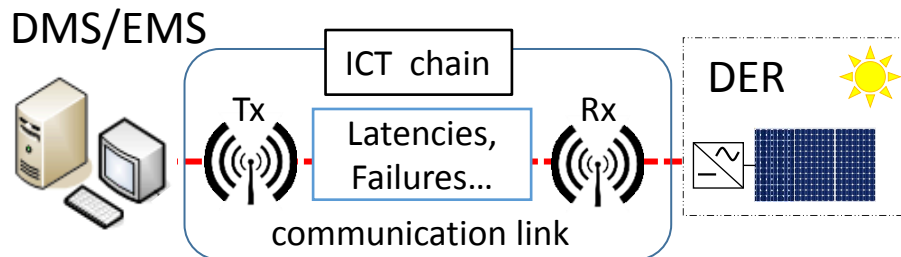 DMS/EMS
ICT chain
DER
Tx
Rx
Latencies,
Failures...
communication link